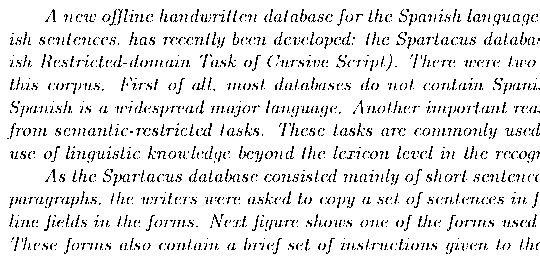 A new offline handwritten database for the Spanish language
ish sentences, has recently been developed: the Spartacus databas
ish Restricted-domain Task of Cursive Script). There were two
this corpus. First of all, most databases do not contain Spani
Spanish is a widespread major language. Another important rea
from semantic-restricted tasks. These tasks are commonly used
use of linguistic knowledge beyond the lexicon level in the recogn
As the Spartacus database consisted mainly of short sentence
paragraphs, the writers were asked to copy a set of sentences in f
line fields in the forms. Next figure shows one of the forms used
These forms also contain a brief set of instructions given to the